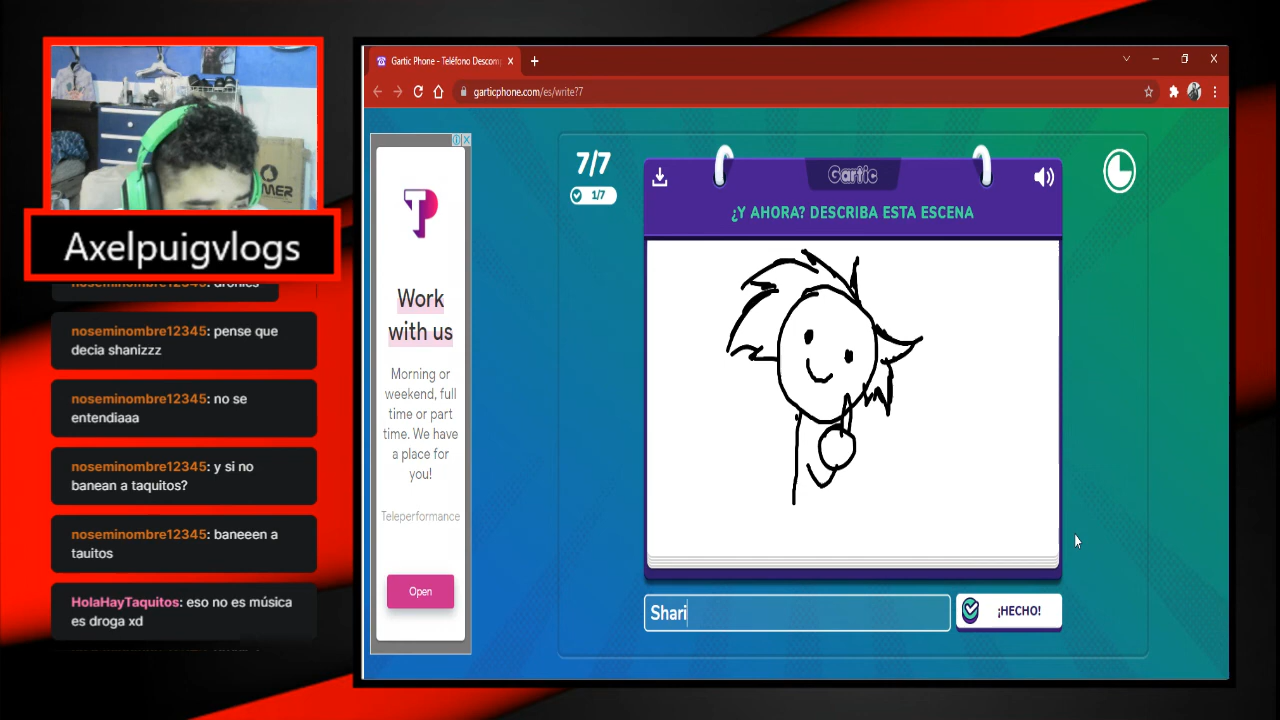 Axelpuigvlogs
noseminombre12345: pense que
decia shanizzz
noseminombre12345: no se
entendiaaa
noseminombre12345: y si no
banean a taquitos?
noseminombre12345: baneeen a
tauitos
HolaHayTaquitos: eso no es música
es droga xd
Gartic Phone - Teléfono Descom
garticphone.com/es/write?7
Work
with us
Morning or
weekend, full
time or part
time. We have
a place for
you!
Teleperformance
Open
7/7
1/7
Gartic
¿Y AHORA? DESCRIBA ESTA ESCENA
Shari
¡HECHO!